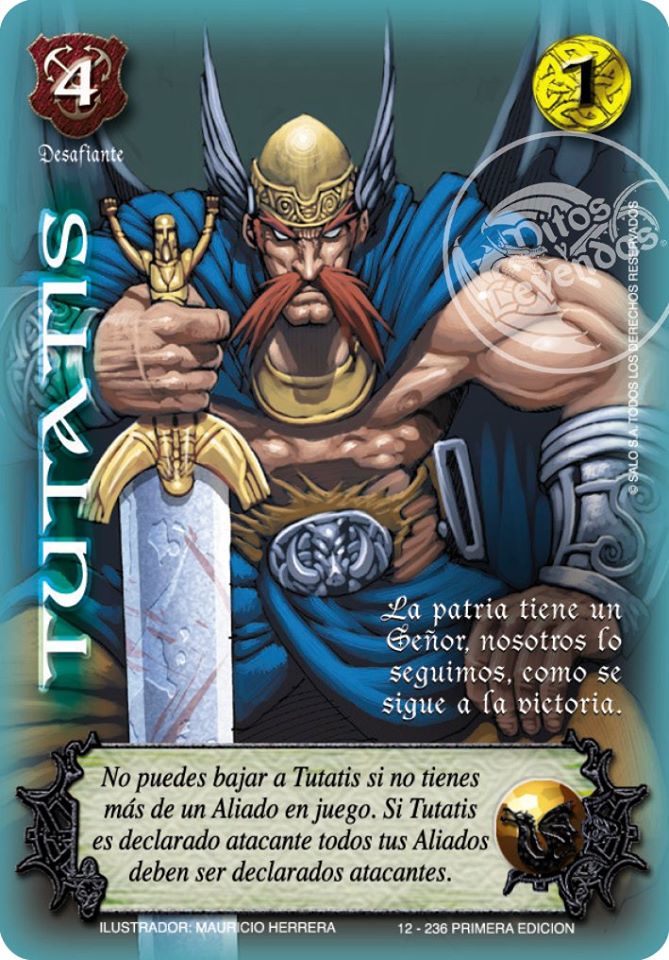 4
1
Desafiante
Mitos
y
Leyendas
©
TUTATIS
© SALO S.A. TODOS LOS DERECHOS RESERVADOS
La patria tiene un
Señor, nosotros lo
seguimos, como se
sigue a la victoria.
No puedes bajar a Tutatis si no tienes
más de un Aliado en juego. Si Tutatis
es declarado atacante todos tus Aliados
deben ser declarados atacantes.
ILUSTRADOR: MAURICIO HERRERA 12 - 236 PRIMERA EDICION